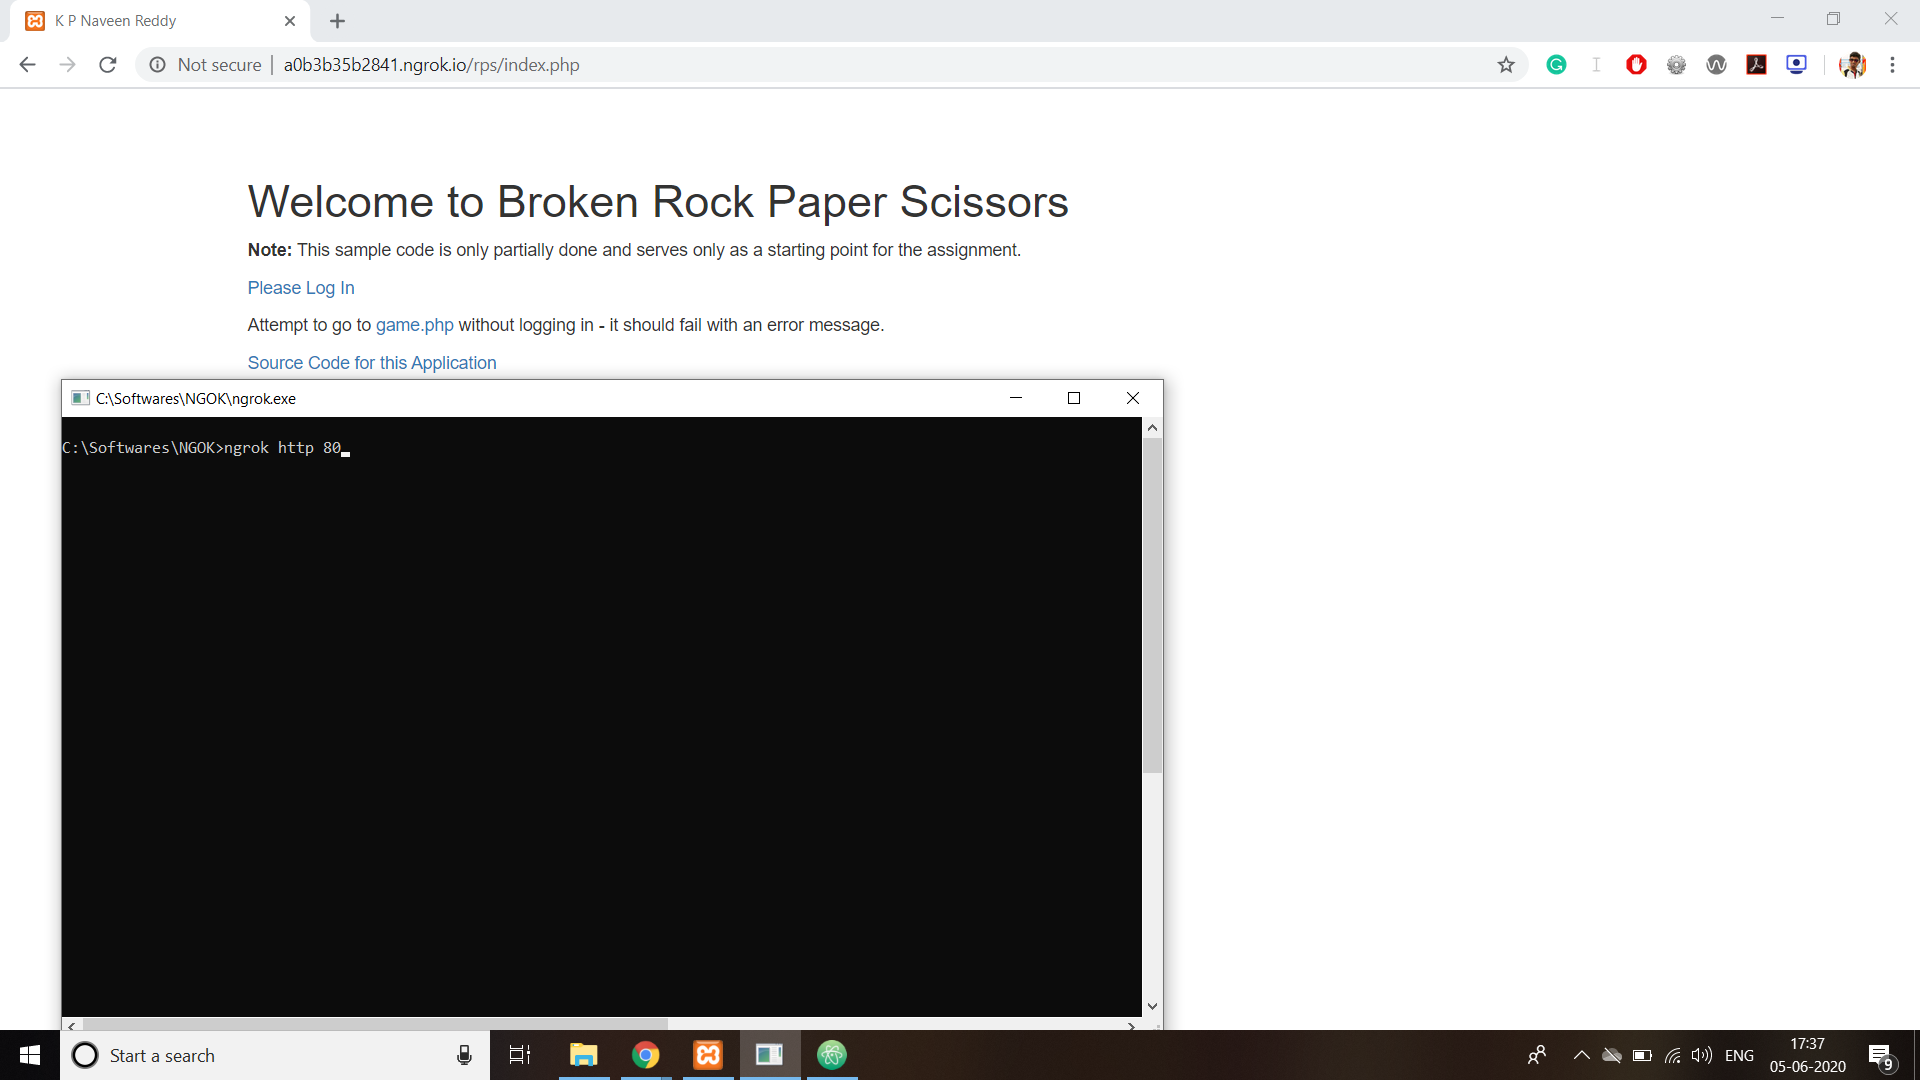 K P Naveen Reddy
Not secure | a0b3b35b2841.ngrok.io/rps/index.php
Welcome to Broken Rock Paper Scissors
Note: This sample code is only partially done and serves only as a starting point for the assignment.
Please Log In
Attempt to go to game.php without logging in - it should fail with an error message.
Source Code for this Application
C:\Softwares\NGOK\ngrok.exe
C:\Softwares\NGOK>ngrok http 80
Start a search
ENG
17:37
05-06-2020
9